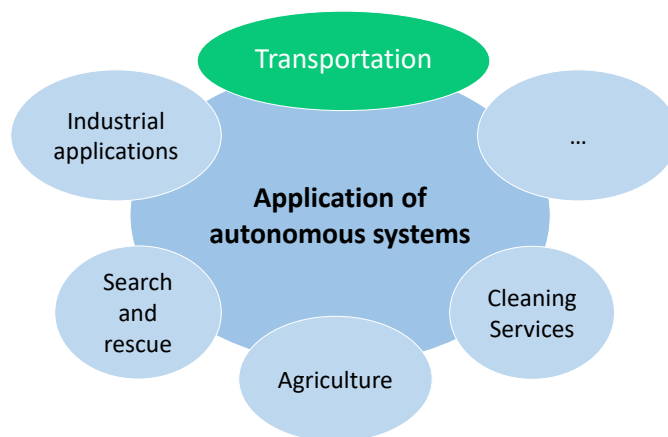 Transportation
Industrial
applications
...
Application of
autonomous systems
Search
and
rescue
Cleaning
Services
Agriculture